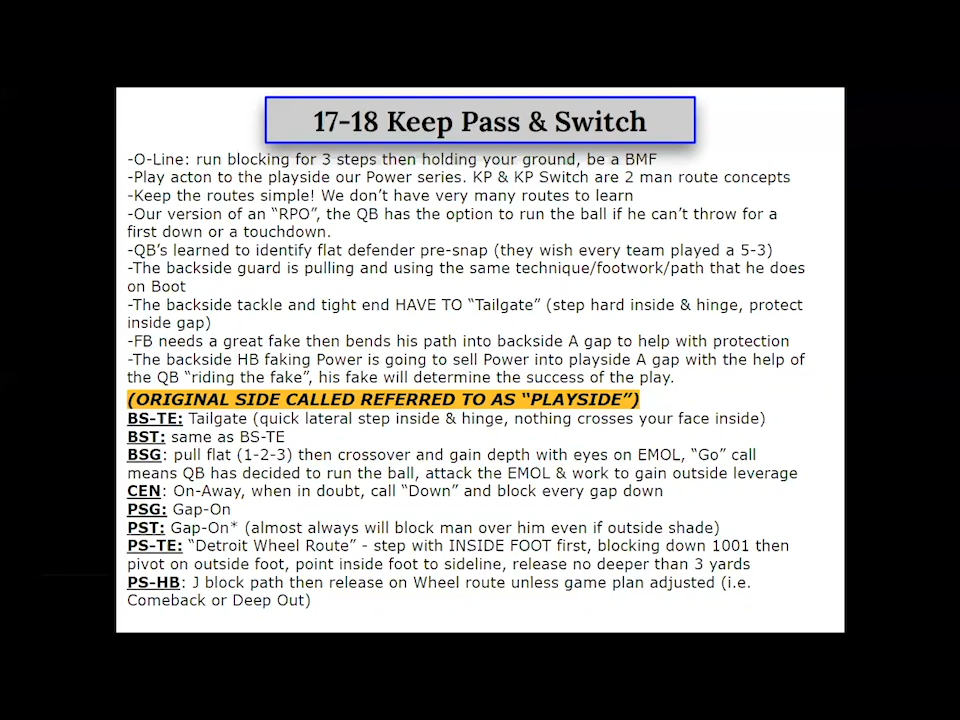 17-18 Keep Pass & Switch
-O-Line: run blocking for 3 steps then holding your ground, be a BMF
-Play acton to the playside our Power series. KP & KP Switch are 2 man route concepts
-Keep the routes simple! We don't have very many routes to learn
-Our version of an "RPO", the QB has the option to run the ball if he can't throw for a
first down or a touchdown.
-QB's learned to identify flat defender pre-snap (they wish every team played a 5-3)
-The backside guard is pulling and using the same technique/footwork/path that he does
on Boot
-The backside tackle and tight end HAVE TO "Tailgate" (step hard inside & hinge, protect
inside gap)
-FB needs a great fake then bends his path into backside A gap to help with protection
-The backside HB faking Power is going to sell Power into playside A gap with the help of
the QB "riding the fake", his fake will determine the success of the play.
(ORIGINAL SIDE CALLED REFERRED TO AS "PLAYSIDE")
BS-TE: Tailgate (quick lateral step inside & hinge, nothing crosses your face inside)
BST: same as BS-TE
BSG: pull flat (1-2-3) then crossover and gain depth with eyes on EMOL, "Go" call
means QB has decided to run the ball, attack the EMOL & work to gain outside leverage
CEN: On-Away, when in doubt, call "Down" and block every gap down
PSG: Gap-On
PST: Gap-On* (almost always will block man over him even if outside shade)
PS-TE: "Detroit Wheel Route" - step with INSIDE FOOT first, blocking down 1001 then
pivot on outside foot, point inside foot to sideline, release no deeper than 3 yards
PS-HB: J block path then release on Wheel route unless game plan adjusted (i.e.
Comeback or Deep Out)